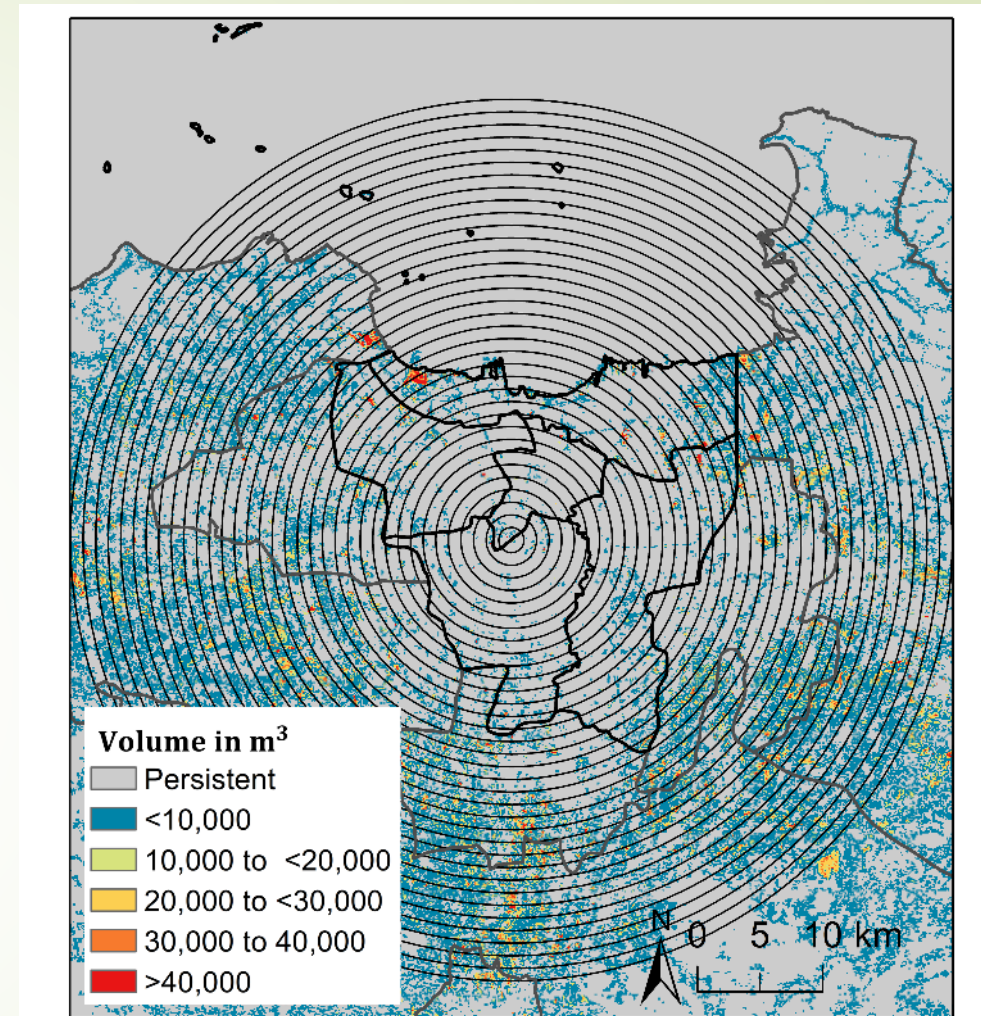 Volume in m³
Persistent
<10,000
10,000 to <20,000
20,000 to <30,000
30,000 to 40,000
>40,000
N
0 5 10 km